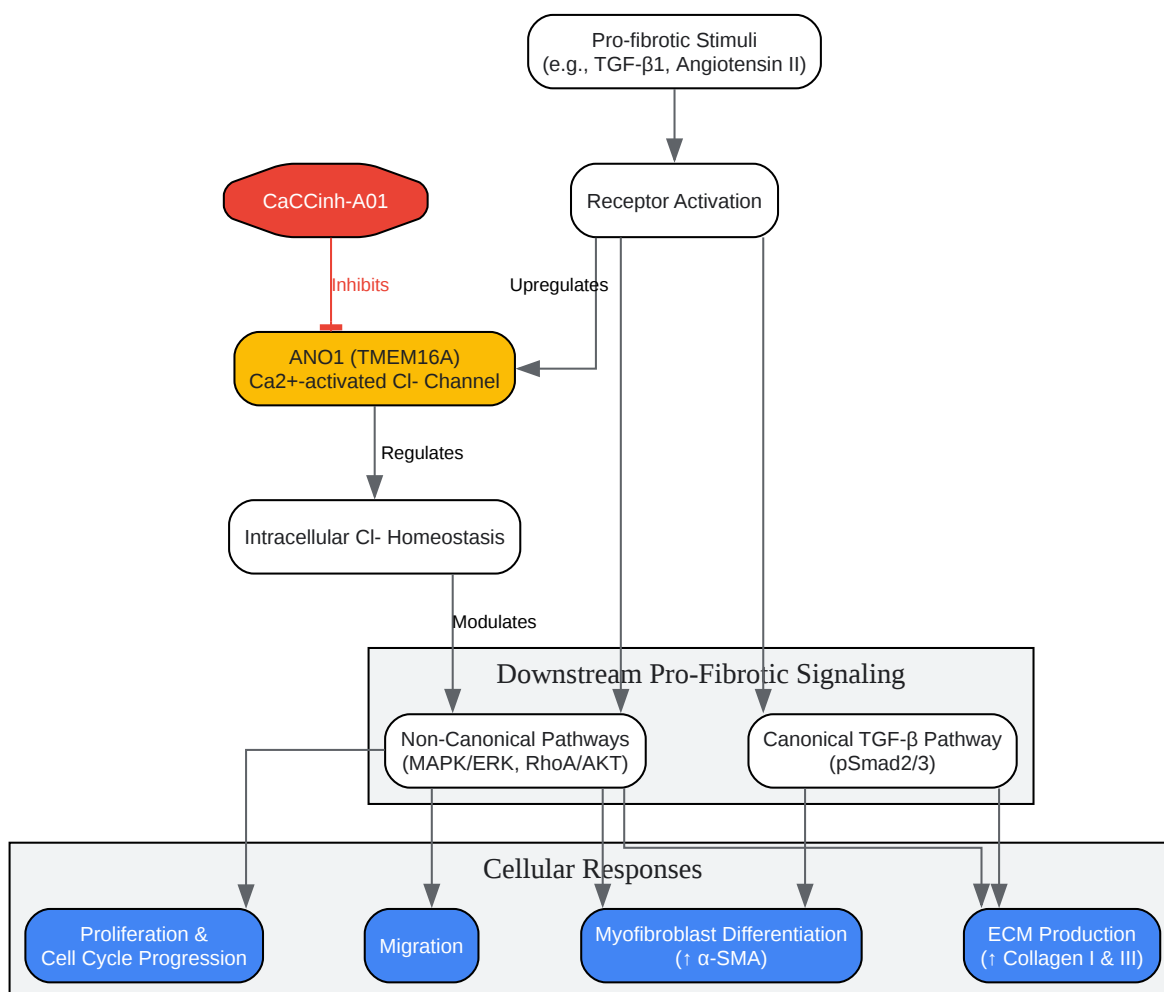 Pro-fibrotic Stimuli
(e.g., TGF-β1, Angiotensin II)
CaCCinh-A01
Receptor Activation
Inhibits
Upregulates
ANO1 (TMEM16A)
Ca2+-activated Cl- Channel
Regulates
Intracellular Cl- Homeostasis
Modulates
Downstream Pro-Fibrotic Signaling
Non-Canonical Pathways
(MAPK/ERK, RhoA/AKT)
Canonical TGF-β Pathway
(pSmad2/3)
Cellular Responses
Proliferation &
Cell Cycle Progression
Migration
Myofibroblast Differentiation
(↑ α-SMA)
ECM Production
(↑ Collagen I & III)